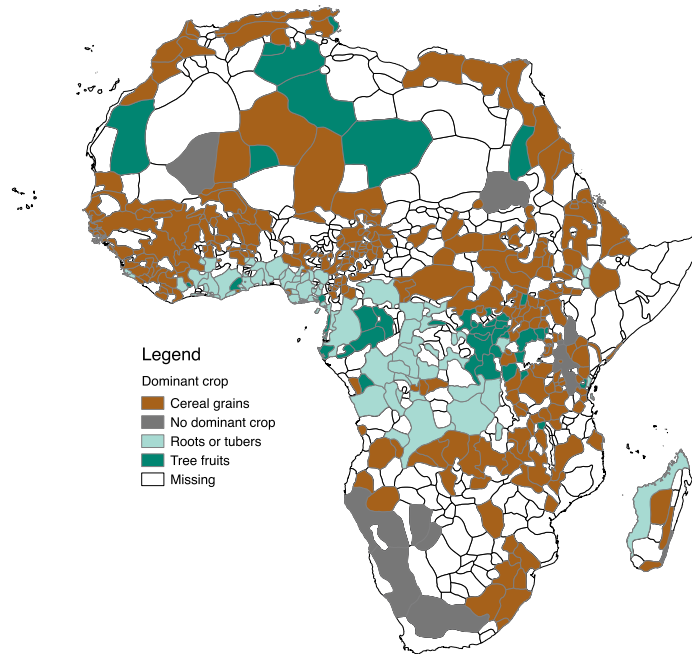 Legend
Dominant crop
Cereal grains
No dominant crop
Roots or tubers
Tree fruits
Missing